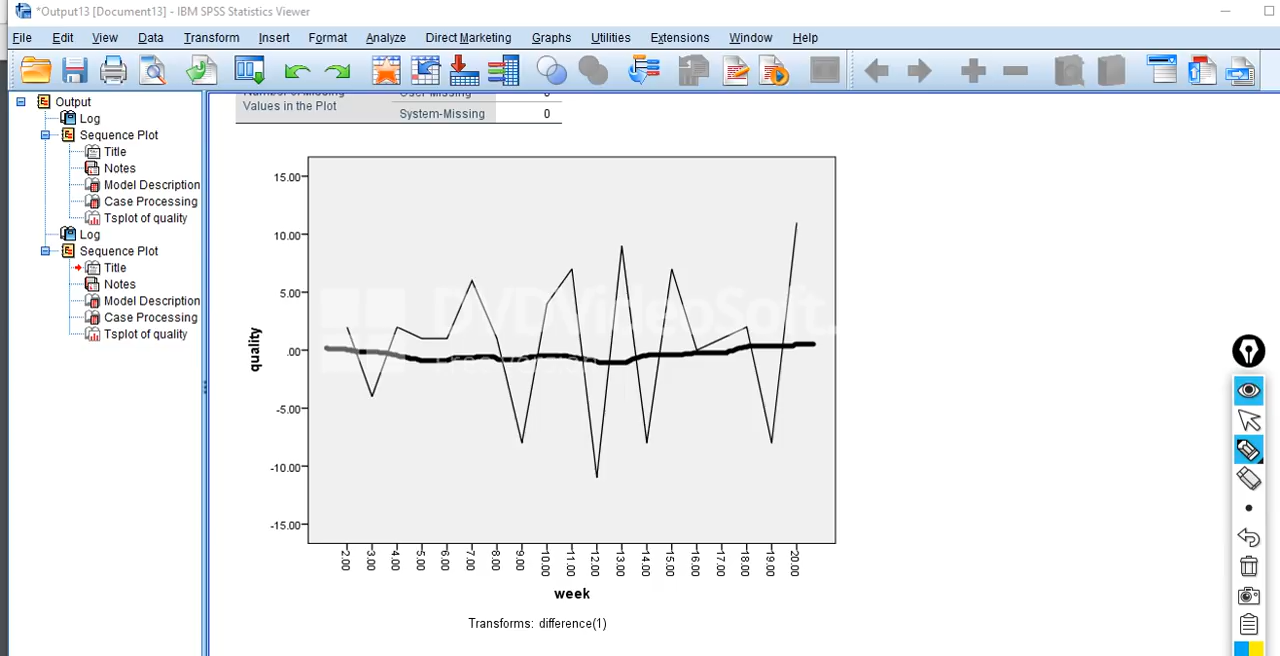 *Output13 [Document13] - IBM SPSS Statistics Viewer
File Edit View Data Transform Insert Format Analyze Direct Marketing Graphs Utilities Extensions Window Help
Output
Log
Sequence Plot
Title
Notes
Model Description
Case Processing
Tsplot of quality
Log
Sequence Plot
Title
Notes
Model Description
Case Processing
Tsplot of quality
Values in the Plot
System-Missing 0
DVDVideoSoft.
15.00
10.00
5.00
.00
-5.00
-10.00
-15.00
quality
2.00 3.00 4.00 5.00 6.00 7.00 8.00 9.00 10.00 11.00 12.00 13.00 14.00 15.00 16.00 17.00 18.00 19.00 20.00
week
Transforms: difference(1)